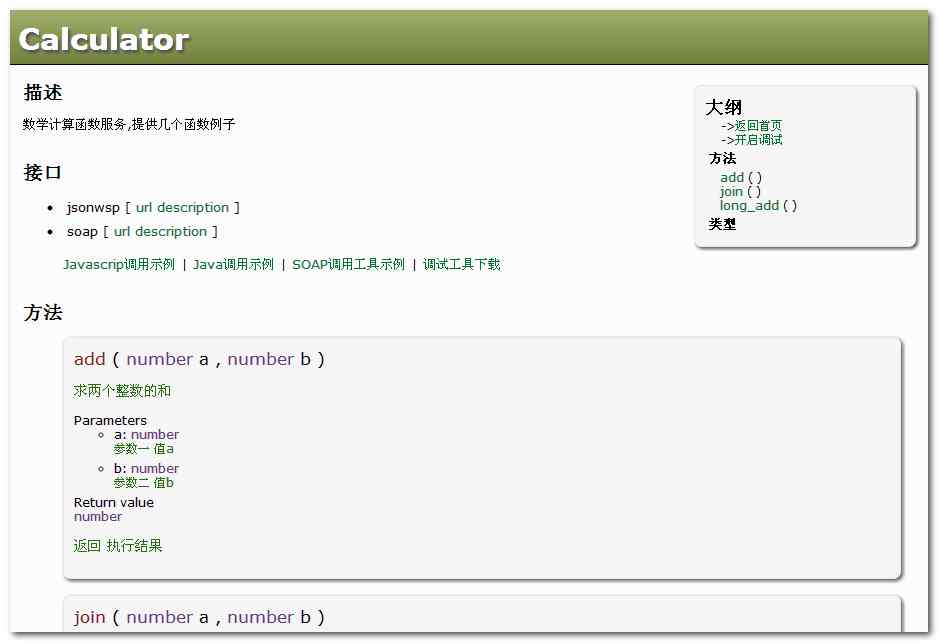 Calculator
描述
数学计算函数服务,提供几个函数例子
接口
jsonwsp [ url description ]
soap [ url description ]
Javascrip调用示例 | Java调用示例 | SOAP调用工具示例 | 调试工具下载
大纲
->返回首页
->开启调试
方法
add ( )
join ( )
long_add ( )
类型
方法
add ( number a , number b )
求两个整数的和
Parameters
a: number
参数一 值a
b: number
参数二 值b
Return value
number
返回 执行结果
join ( number a , number b )